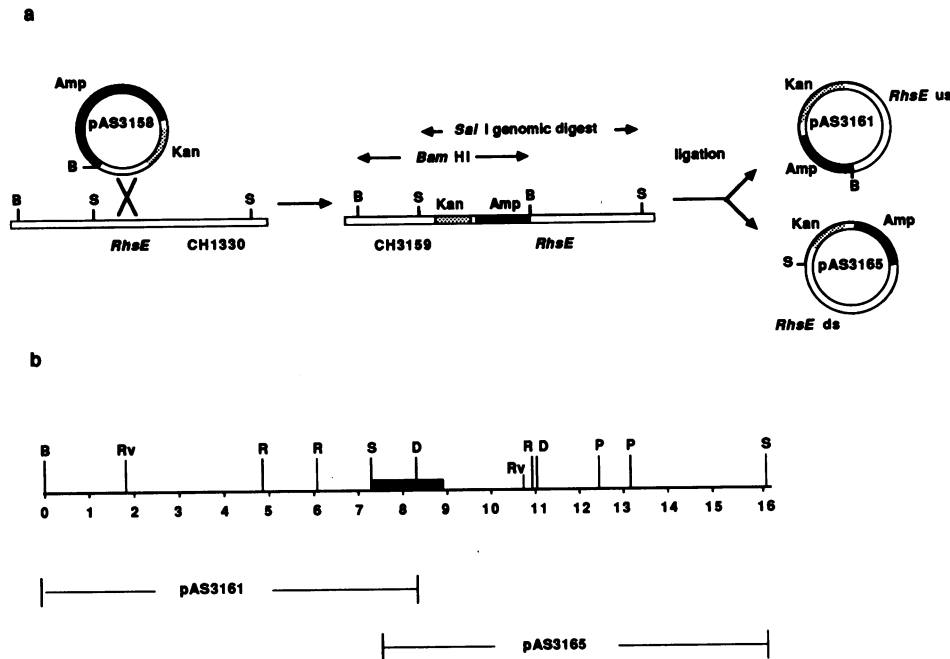 a
Amp
pAS3158
B
Kan
B S S
RhsE CH1330
Sal I genomic digest
Bam HI
B S Kan Amp B S
CH3159 RhsE
ligation
Kan
RhsE us
pAS3161
Amp
B
Kan Amp
S
pAS3165
RhsE ds
b
B Rv R R S D Rv R D P P S
0 1 2 3 4 5 6 7 8 9 10 11 12 13 14 15 16
pAS3161
pAS3165